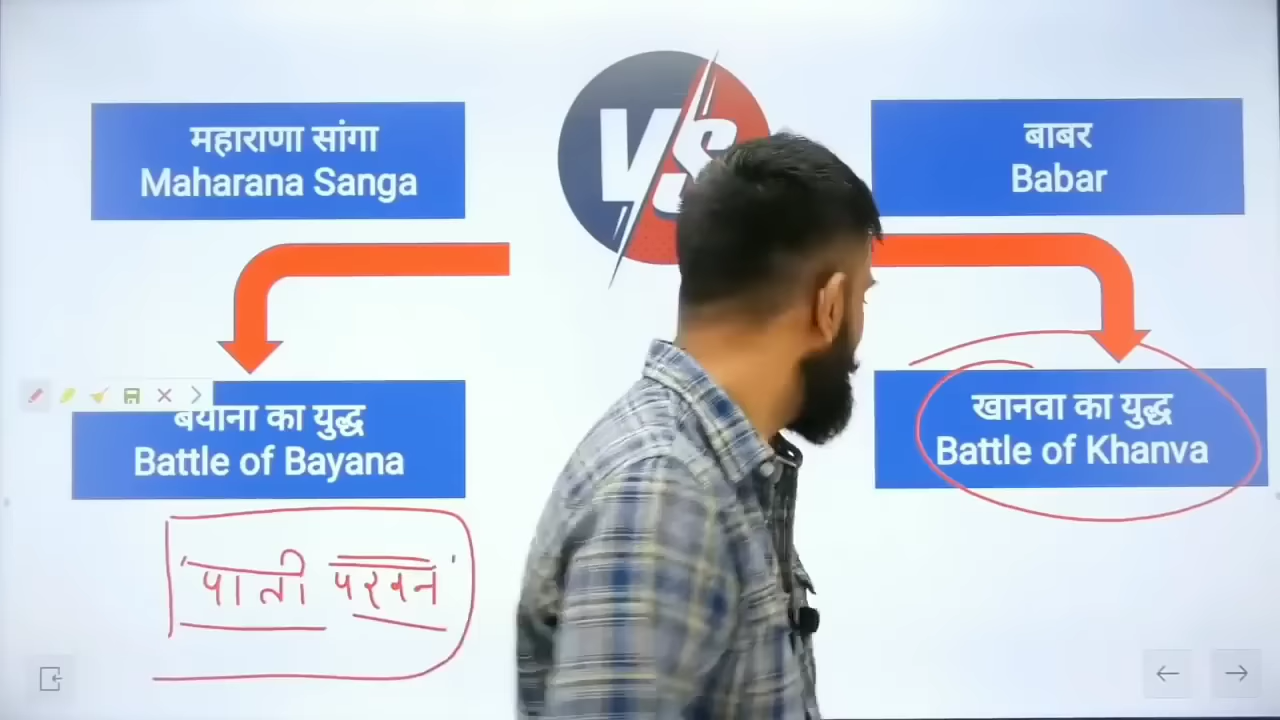 महाराणा सांगा
Maharana Sanga
VS
बाबर
Babar
बयाना का युद्ध
Battle of Bayana
खानवा का युद्ध
Battle of Khanva
'पाती परवन'